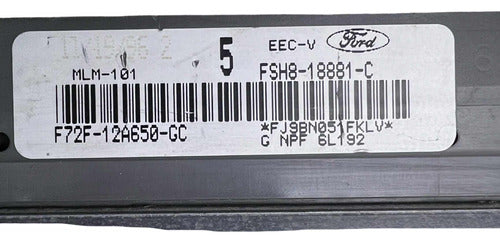 5 EEC-V Ford
MLM-101 FSH8-18881-C
F72F-12A650-GC *FJ9BN051FKLV*
G NPF 6L192